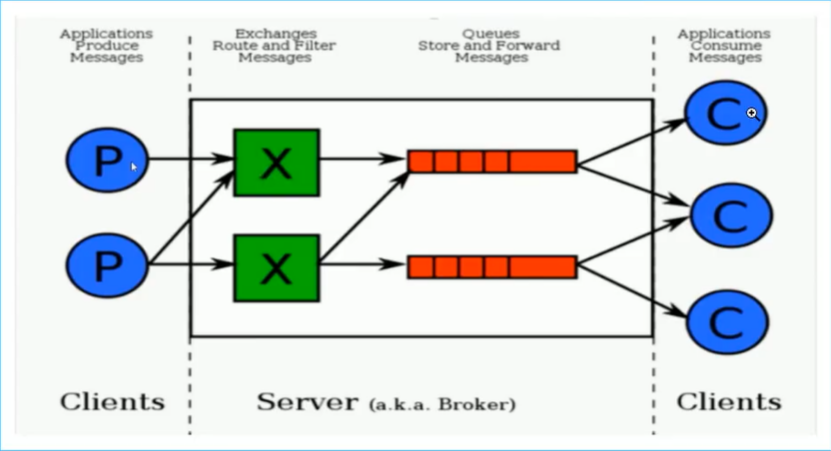 Applications
Produce
Messages
Exchanges
Route and Filter
Messages
Queues
Store and Forward
Messages
Applications
Consume
Messages
P
X
C
P
X
C
C
Clients
Server (a.k.a. Broker)
Clients